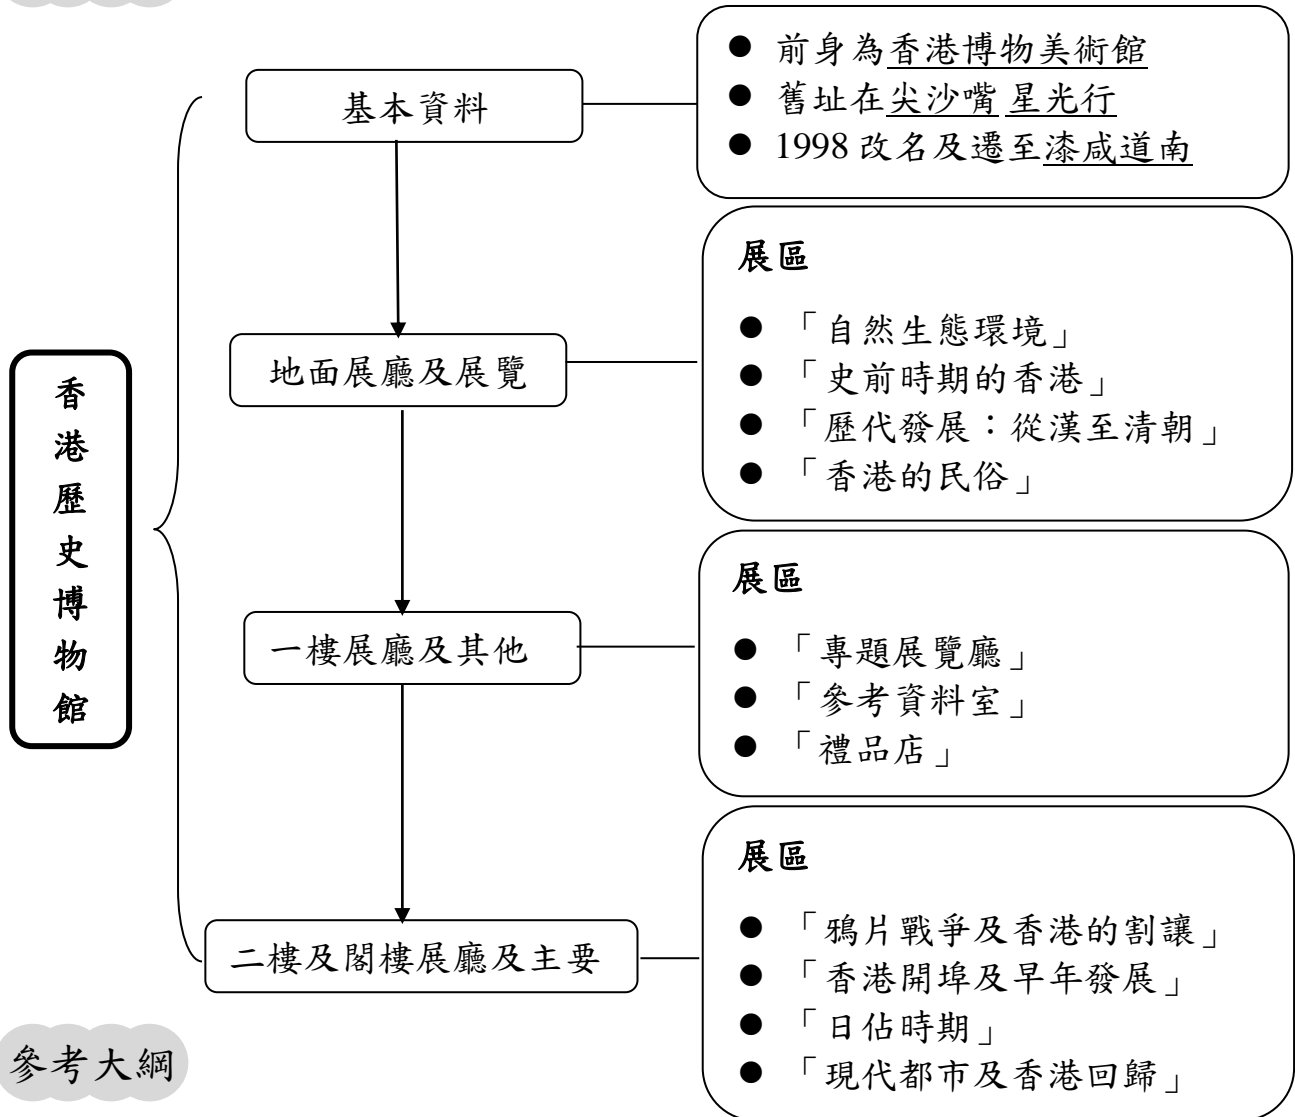 香港歷史博物館
基本資料
● 前身為香港博物美術館
● 舊址在尖沙嘴星光行
● 1998 改名及遷至漆咸道南
地面展廳及展覽
展區
● 「自然生態環境」
● 「史前時期的香港」
● 「歷代發展：從漢至清朝」
● 「香港的民俗」
一樓展廳及其他
展區
● 「專題展覽廳」
● 「參考資料室」
● 「禮品店」
二樓及閣樓展廳及主要
展區
● 「鴉片戰爭及香港的割讓」
● 「香港開埠及早年發展」
● 「日佔時期」
● 「現代都市及香港回歸」
參考大綱